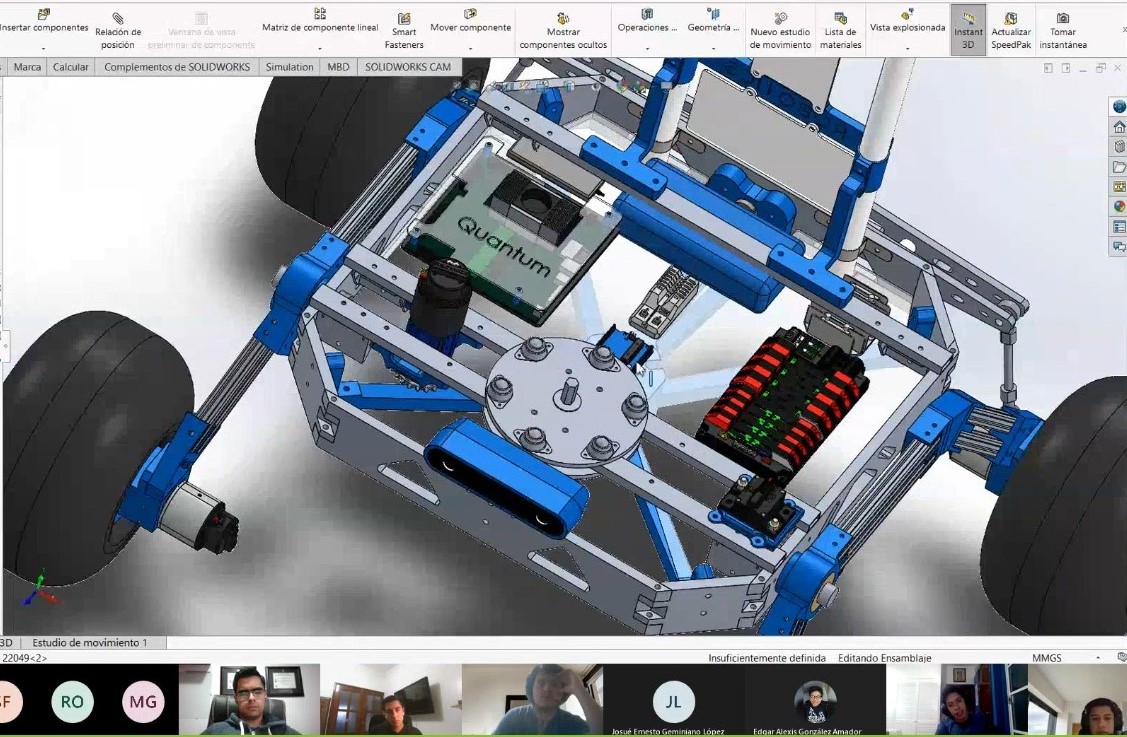 Insertar componentes
Relación de posición
Ventana de vista preliminar de componente
Matriz de componente lineal
Smart Fasteners
Mover componente
Mostrar componentes ocultos
Operaciones ...
Geometría ...
Nuevo estudio de movimiento
Lista de materiales
Vista explosionada
Instant 3D
Actualizar SpeedPak
Tomar instantánea
Marca
Calcular
Complementos de SOLIDWORKS
Simulation
MBD
SOLIDWORKS CAM
Quantum
3D
Estudio de movimiento 1
22049<2>
Insuficientemente definida
Editando Ensamblaje
MMGS
SF
RO
MG
JL
Josué Ernesto Geminiano López
Edgar Alexis González Amador